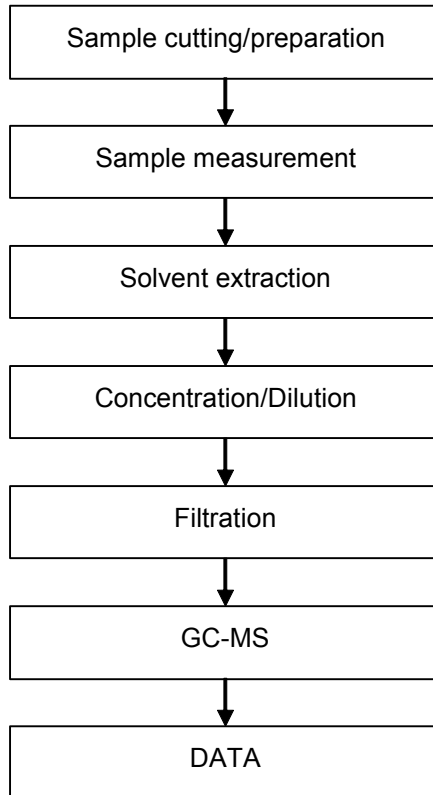 Sample cutting/preparation
Sample measurement
Solvent extraction
Concentration/Dilution
Filtration
GC-MS
DATA